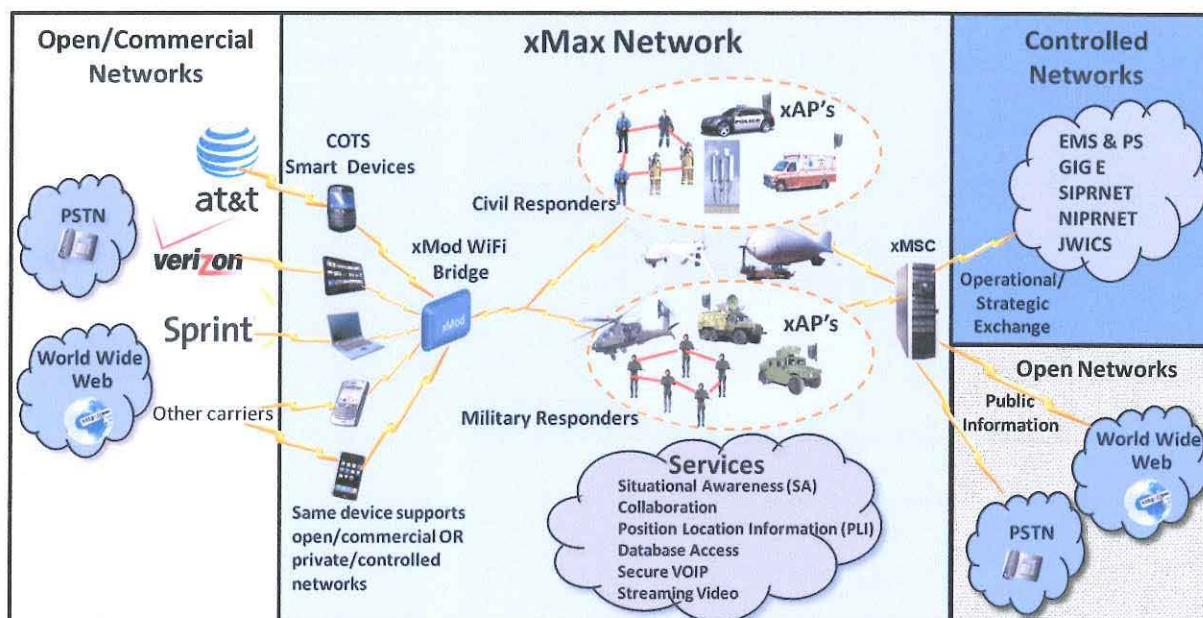 Open/Commercial
Networks
at&t
PSTN
verizon
Sprint
World Wide
Web
Other carriers
xMax Network
COTS
Smart Devices
xMod WiFi
Bridge
xMod
Same device supports
open/commercial OR
private/controlled
networks
xAP's
POLICE
Civil Responders
xAP's
Military Responders
Services
Situational Awareness (SA)
Collaboration
Position Location Information (PLI)
Database Access
Secure VOIP
Streaming Video
xMSC
Controlled
Networks
EMS & PS
GIG E
SIPRNET
NIPRNET
JWICS
Operational/
Strategic
Exchange
Open Networks
Public
Information
World Wide
Web
PSTN